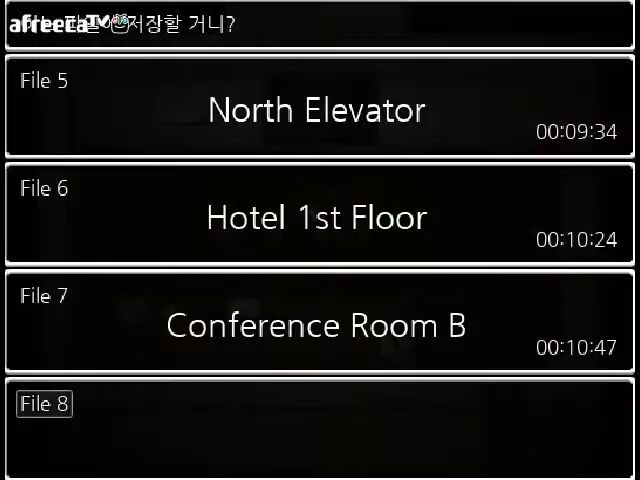 afreecaTV 저장할 거니?
File 5
North Elevator
00:09:34
File 6
Hotel 1st Floor
00:10:24
File 7
Conference Room B
00:10:47
File 8